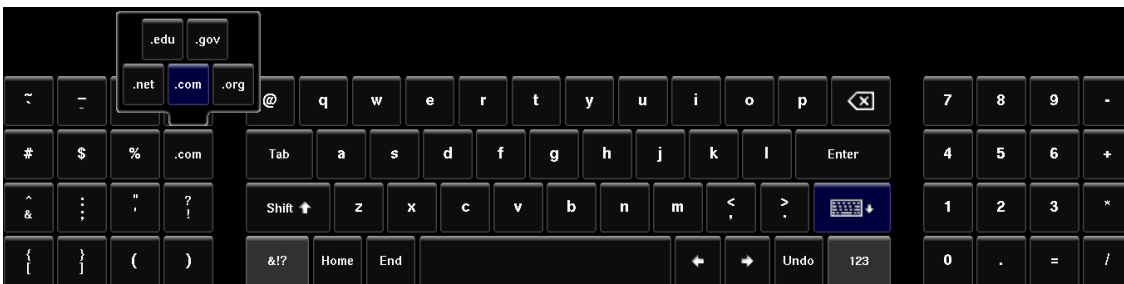 .edu .gov
.net .com .org
~ ` _ - @ q w e r t y u i o p 7 8 9 -
# $ % .com Tab a s d f g h j k l Enter 4 5 6 +
^ & : ; " ' ? ! Shift z x c v b n m < , > . 1 2 3 *
{ [ } ] ( ) &!? Home End Undo 123 0 . = /